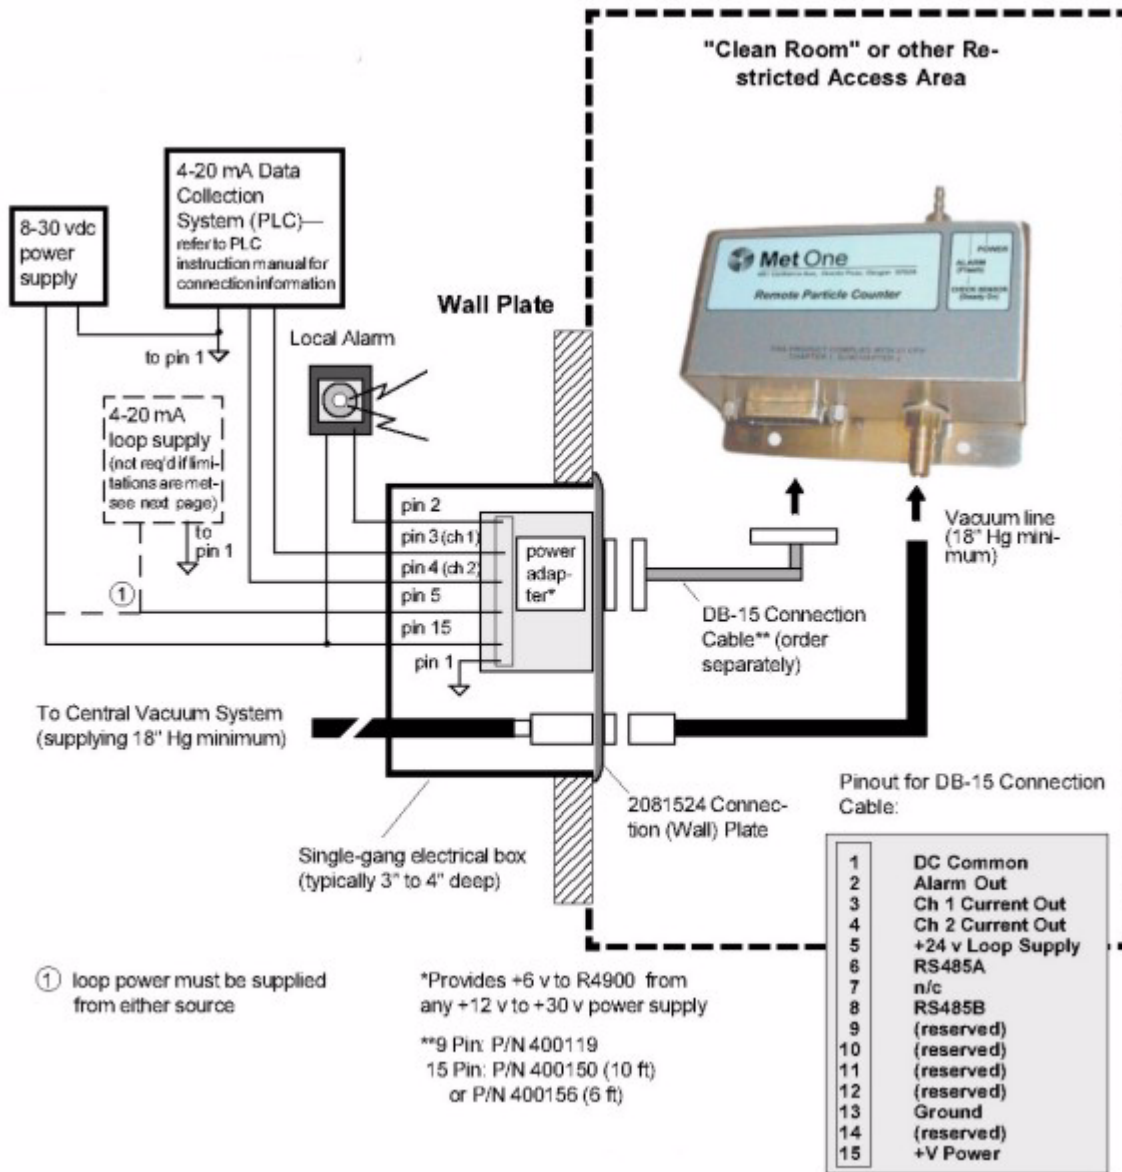 "Clean Room" or other Re-
stricted Access Area
4-20 mA Data
Collection
System (PLC)—
refer to PLC
instruction manual for
connection information
8-30 vdc
power
supply
to pin 1
Wall Plate
Local Alarm
4-20 mA
loop supply
(not req'd if limi-
tations are met-
see next page)
to
pin 1
1
Met One
Remote Particle Counter
POWER
ALARM
(Flash)
CHECK SENSOR
(Steady On)
pin 2
pin 3 (ch 1)
pin 4 (ch 2)
pin 5
pin 15
pin 1
power
adap-
ter*
Vacuum line
(18" Hg mini-
mum)
DB-15 Connection
Cable** (order
separately)
To Central Vacuum System
(supplying 18" Hg minimum)
2081524 Connec-
tion (Wall) Plate
Single-gang electrical box
(typically 3" to 4" deep)
Pinout for DB-15 Connection
Cable:
1 DC Common
2 Alarm Out
3 Ch 1 Current Out
4 Ch 2 Current Out
5 +24 v Loop Supply
6 RS485A
7 n/c
8 RS485B
9 (reserved)
10 (reserved)
11 (reserved)
12 (reserved)
13 Ground
14 (reserved)
15 +V Power
1 loop power must be supplied
from either source
*Provides +6 v to R4900 from
any +12 v to +30 v power supply
**9 Pin: P/N 400119
15 Pin: P/N 400150 (10 ft)
or P/N 400156 (6 ft)